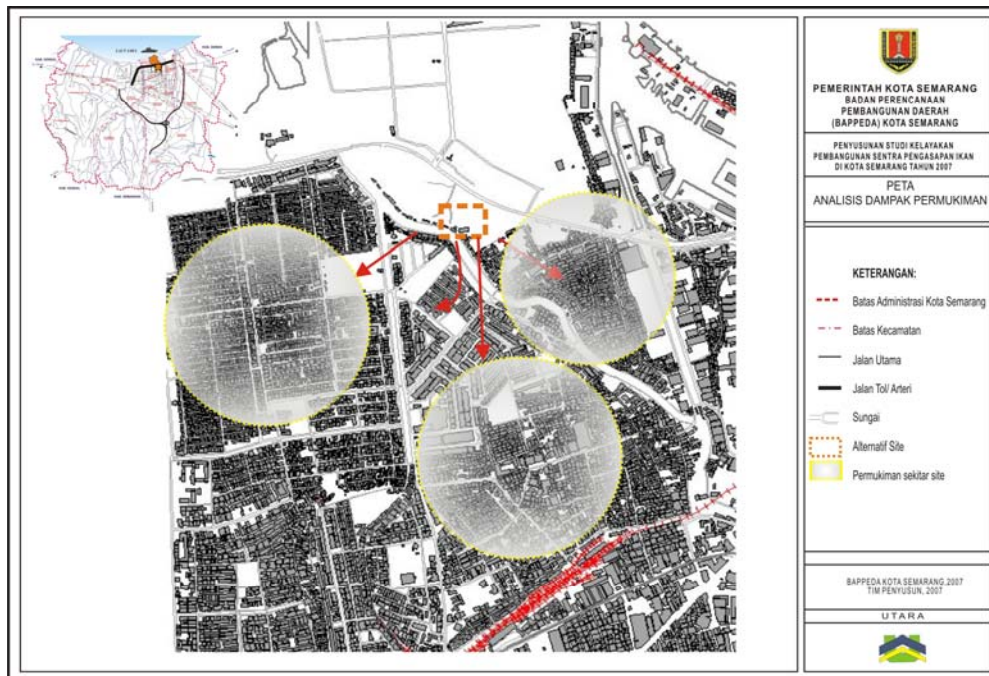 PEMERINTAH KOTA SEMARANG
BADAN PERENCANAAN
PEMBANGUNAN DAERAH
(BAPPEDA) KOTA SEMARANG
PENYUSUNAN STUDI KELAYAKAN
PEMBANGUNAN SENTRA PENGASAPAN IKAN
DI KOTA SEMARANG TAHUN 2007
PETA
ANALISIS DAMPAK PERMUKIMAN
KETERANGAN:
Batas Administrasi Kota Semarang
Batas Kecamatan
Jalan Utama
Jalan Tol/ Arteri
Sungai
Alternatif Site
Permukiman sekitar site
BAPPEDA KOTA SEMARANG,2007
TIM PENYUSUN, 2007
UTARA